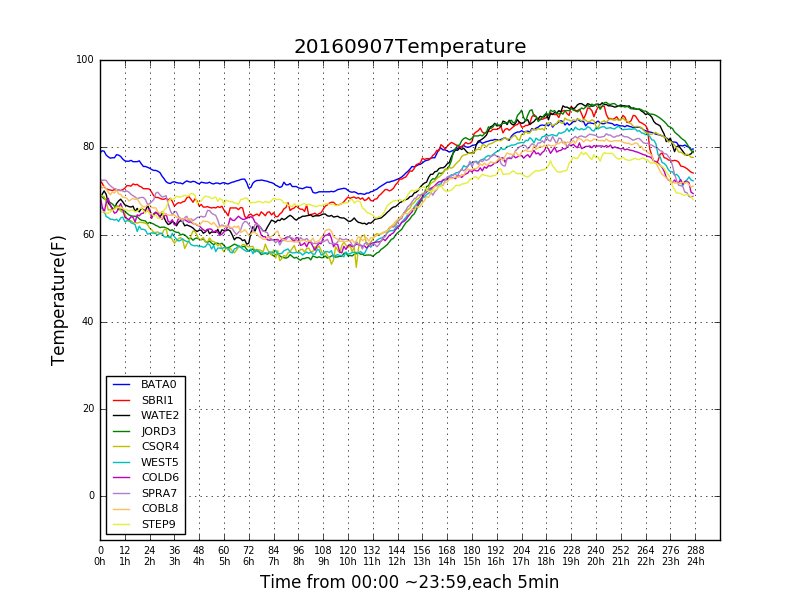 20160907Temperature
Temperature(F)
100
80
60
40
20
0
BATA0
SBRI1
WATE2
JORD3
CSQR4
WEST5
COLD6
SPRA7
COBL8
STEP9
0 12 24 36 48 60 72 84 96 108 120 132 144 156 168 180 192 204 216 228 240 252 264 276 288
0h 1h 2h 3h 4h 5h 6h 7h 8h 9h 10h 11h 12h 13h 14h 15h 16h 17h 18h 19h 20h 21h 22h 23h 24h
Time from 00:00 ~23:59,each 5min